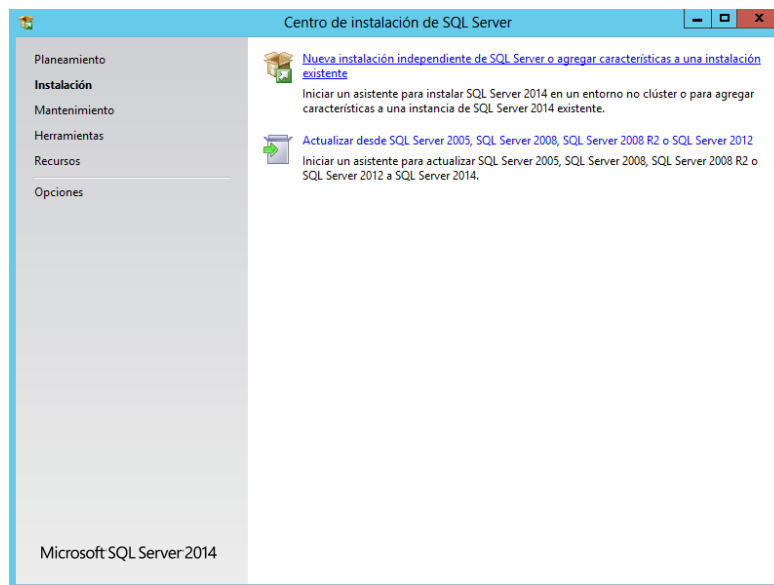 Centro de instalación de SQL Server
Planeamiento
Instalación
Mantenimiento
Herramientas
Recursos
Opciones
Nueva instalación independiente de SQL Server o agregar características a una instalación
existente
Iniciar un asistente para instalar SQL Server 2014 en un entorno no clúster o para agregar
características a una instancia de SQL Server 2014 existente.
Actualizar desde SQL Server 2005, SQL Server 2008, SQL Server 2008 R2 o SQL Server 2012
Iniciar un asistente para actualizar SQL Server 2005, SQL Server 2008, SQL Server 2008 R2 o
SQL Server 2012 a SQL Server 2014.
Microsoft SQL Server 2014